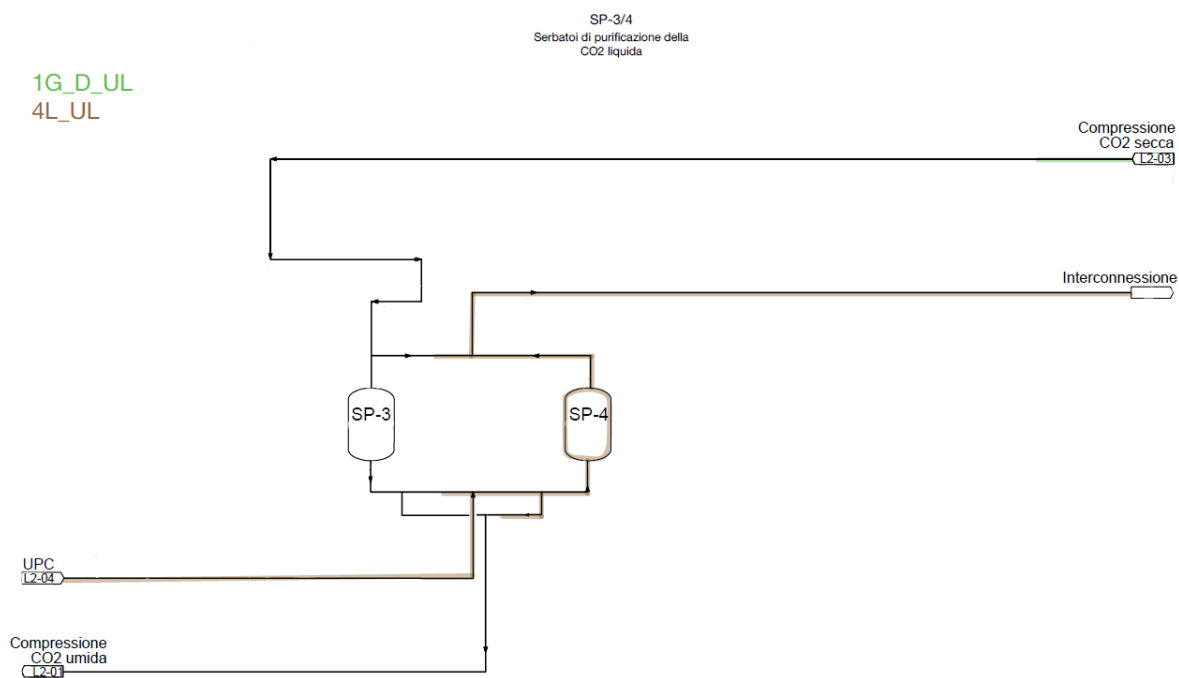 SP-3/4
Serbatoi di purificazione della
CO2 liquida
1G_D_UL
4L_UL
Compressione
CO2 secca
L2-03
Interconnessione
SP-3
SP-4
UPC
L2-04
Compressione
CO2 umida
L2-01